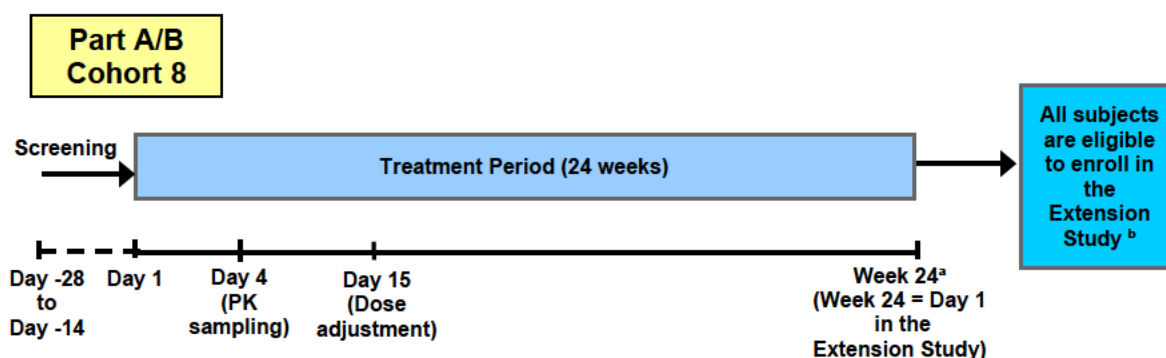 Part A/B
Cohort 8
Screening
Treatment Period (24 weeks)
All subjects
are eligible
to enroll in
the
Extension
Study ᵇ
Day -28
to
Day -14
Day 1
Day 4
(PK
sampling)
Day 15
(Dose
adjustment)
Week 24ᵃ
(Week 24 = Day 1
in the
Extension Study)